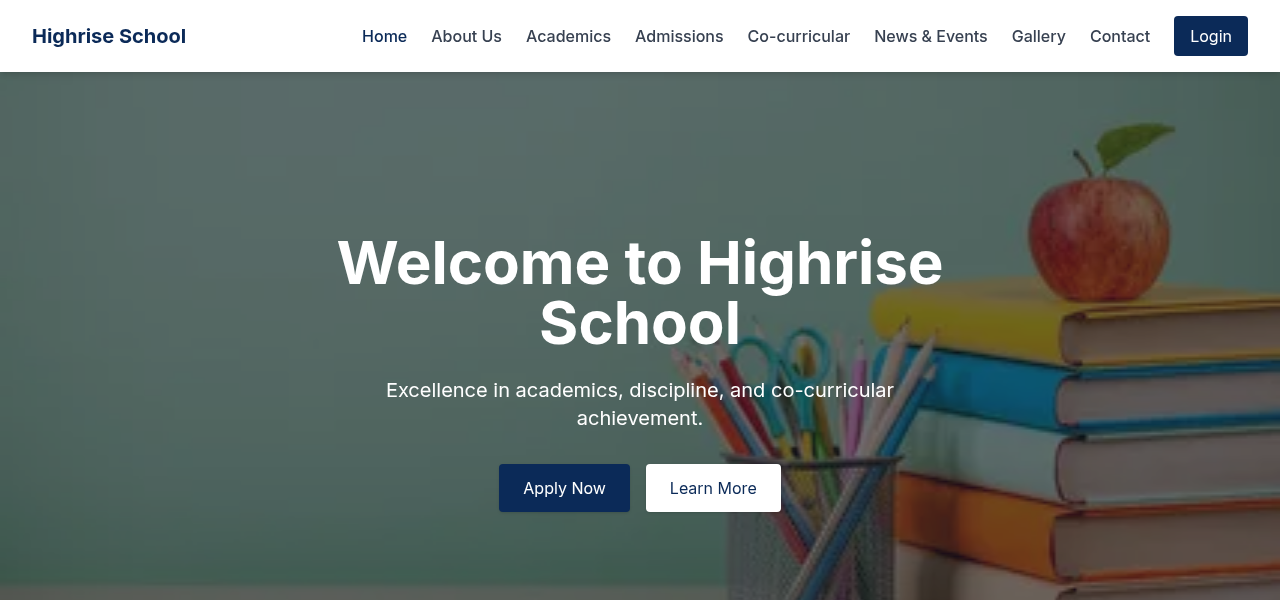 Highrise School
Home
About Us
Academics
Admissions
Co-curricular
News & Events
Gallery
Contact
Login
Welcome to Highrise
School
Excellence in academics, discipline, and co-curricular
achievement.
Apply Now
Learn More